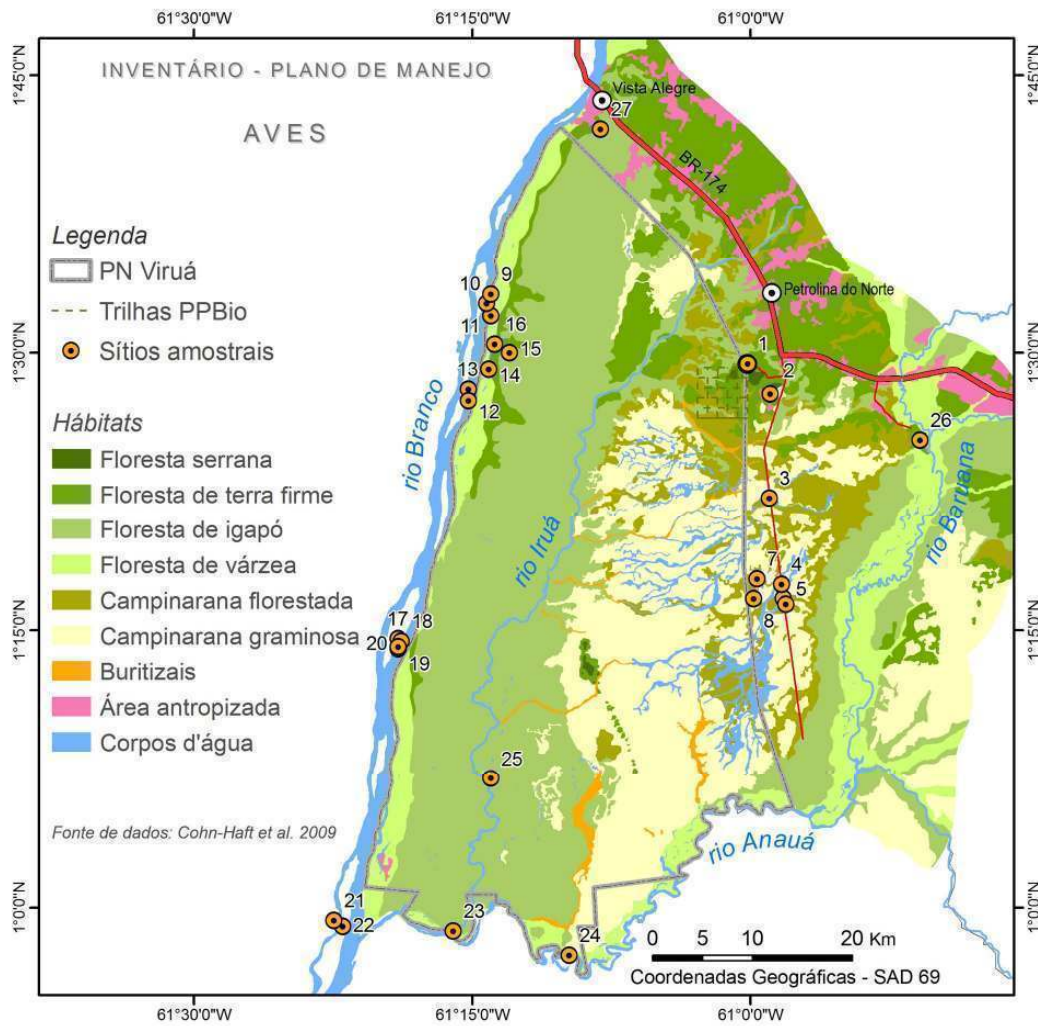 61°30'0"W
61°15'0"W
61°0'0"W
1°45'0"N
1°45'0"N
INVENTÁRIO - PLANO DE MANEJO
AVES
Vista Alegre
27
BR-174
Legenda
PN Viruá
Trilhas PPBio
Sítios amostrais
9
10
11
16
15
14
13
12
Petrolina do Norte
1°30'0"N
1°30'0"N
1
2
26
3
Hábitats
Floresta serrana
Floresta de terra firme
Floresta de igapó
Floresta de várzea
Campinarana florestada
Campinarana graminosa
Buritizais
Área antropizada
Corpos d'água
rio Branco
rio Iruá
rio Baruana
7
4
5
8
1°15'0"N
1°15'0"N
17
18
20
19
25
Fonte de dados: Cohn-Haft et al. 2009
rio Anauá
1°0'0"N
1°0'0"N
21
22
23
24
0 5 10 20 Km
Coordenadas Geográficas - SAD 69
61°30'0"W
61°15'0"W
61°0'0"W